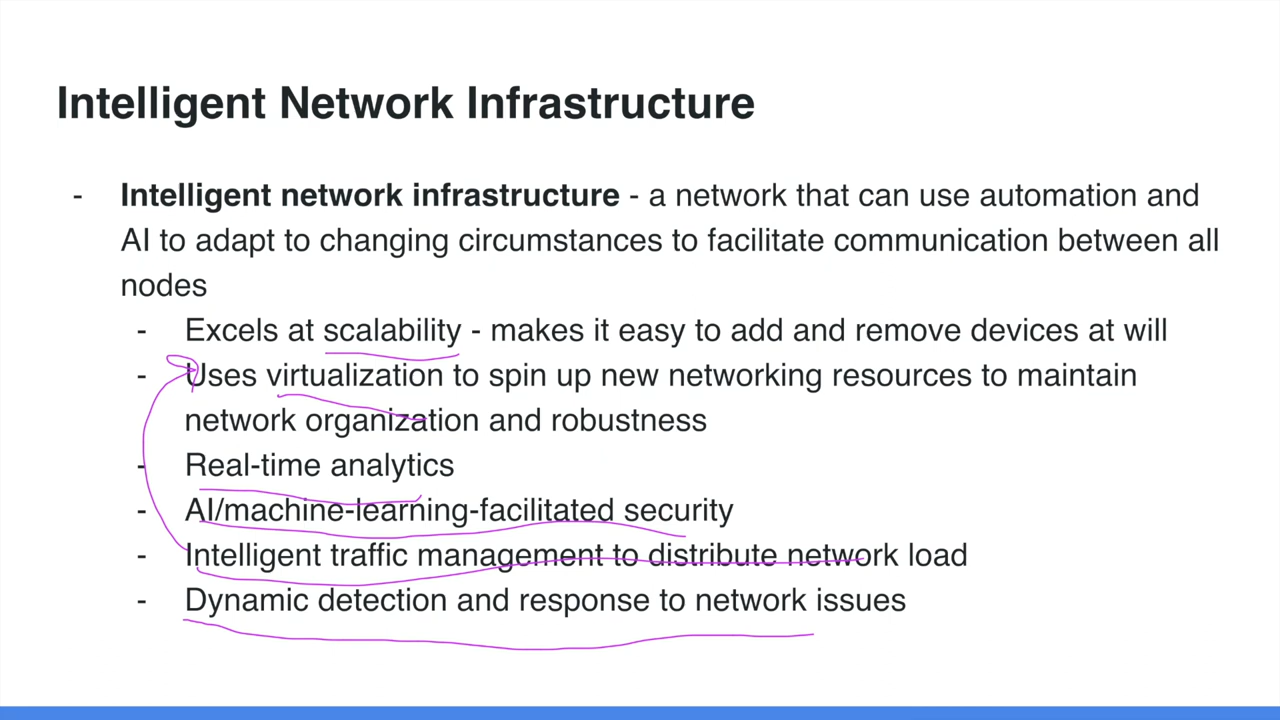 Intelligent Network Infrastructure
- Intelligent network infrastructure - a network that can use automation and
AI to adapt to changing circumstances to facilitate communication between all
nodes
- Excels at scalability - makes it easy to add and remove devices at will
- Uses virtualization to spin up new networking resources to maintain
network organization and robustness
- Real-time analytics
- AI/machine-learning-facilitated security
- Intelligent traffic management to distribute network load
- Dynamic detection and response to network issues